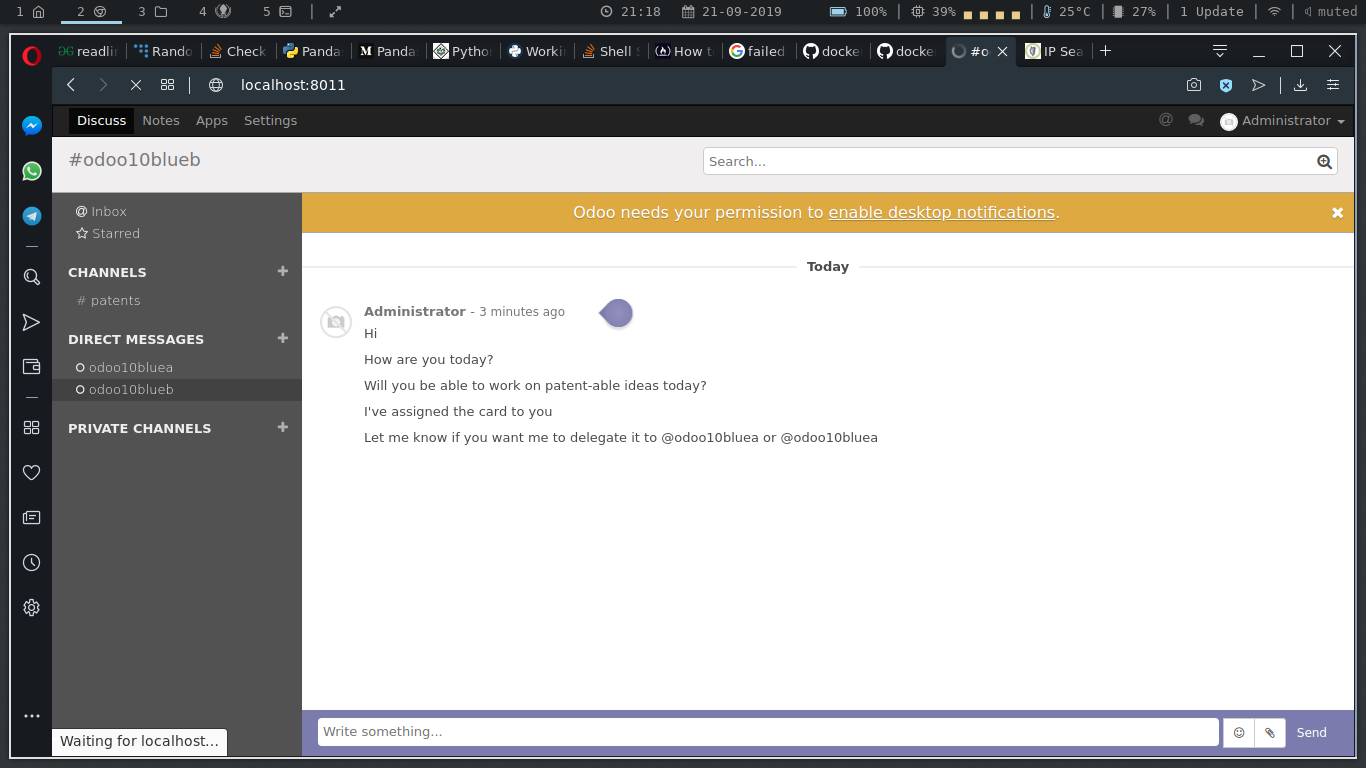 1 2 3 4 5 21:18 21-09-2019 100% 39% 25°C 27% 1 Update muted
readli Rando Check Panda Panda Pytho Worki Shell S How t failed docke docke #o IP Sea
localhost:8011
Discuss Notes Apps Settings @ Administrator
#odoo10blueb Search...
@ Inbox
Starred
CHANNELS +
# patents
DIRECT MESSAGES +
odoo10bluea
odoo10blueb
PRIVATE CHANNELS +
Odoo needs your permission to enable desktop notifications.
Today
Administrator - 3 minutes ago
Hi
How are you today?
Will you be able to work on patent-able ideas today?
I've assigned the card to you
Let me know if you want me to delegate it to @odoo10bluea or @odoo10bluea
Write something... Send
Waiting for localhost...